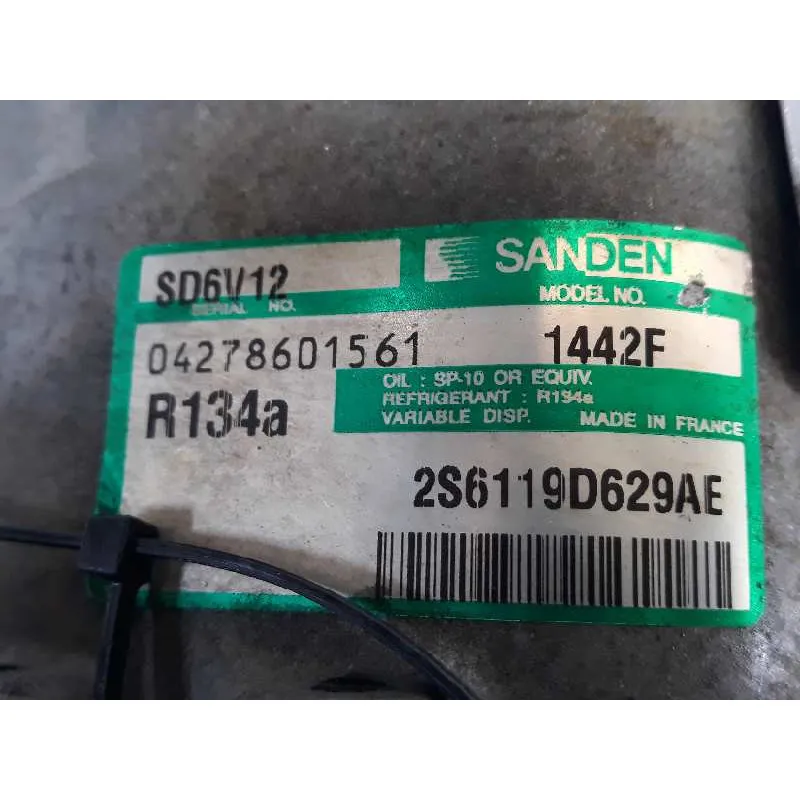 SD6V12
SANDEN
SERIAL NO.
MODEL NO.
04278601561
1442F
R134a
OIL : SP-10 OR EQUIV.
REFRIGERANT : R134a
VARIABLE DISP. MADE IN FRANCE
2S6119D629AE